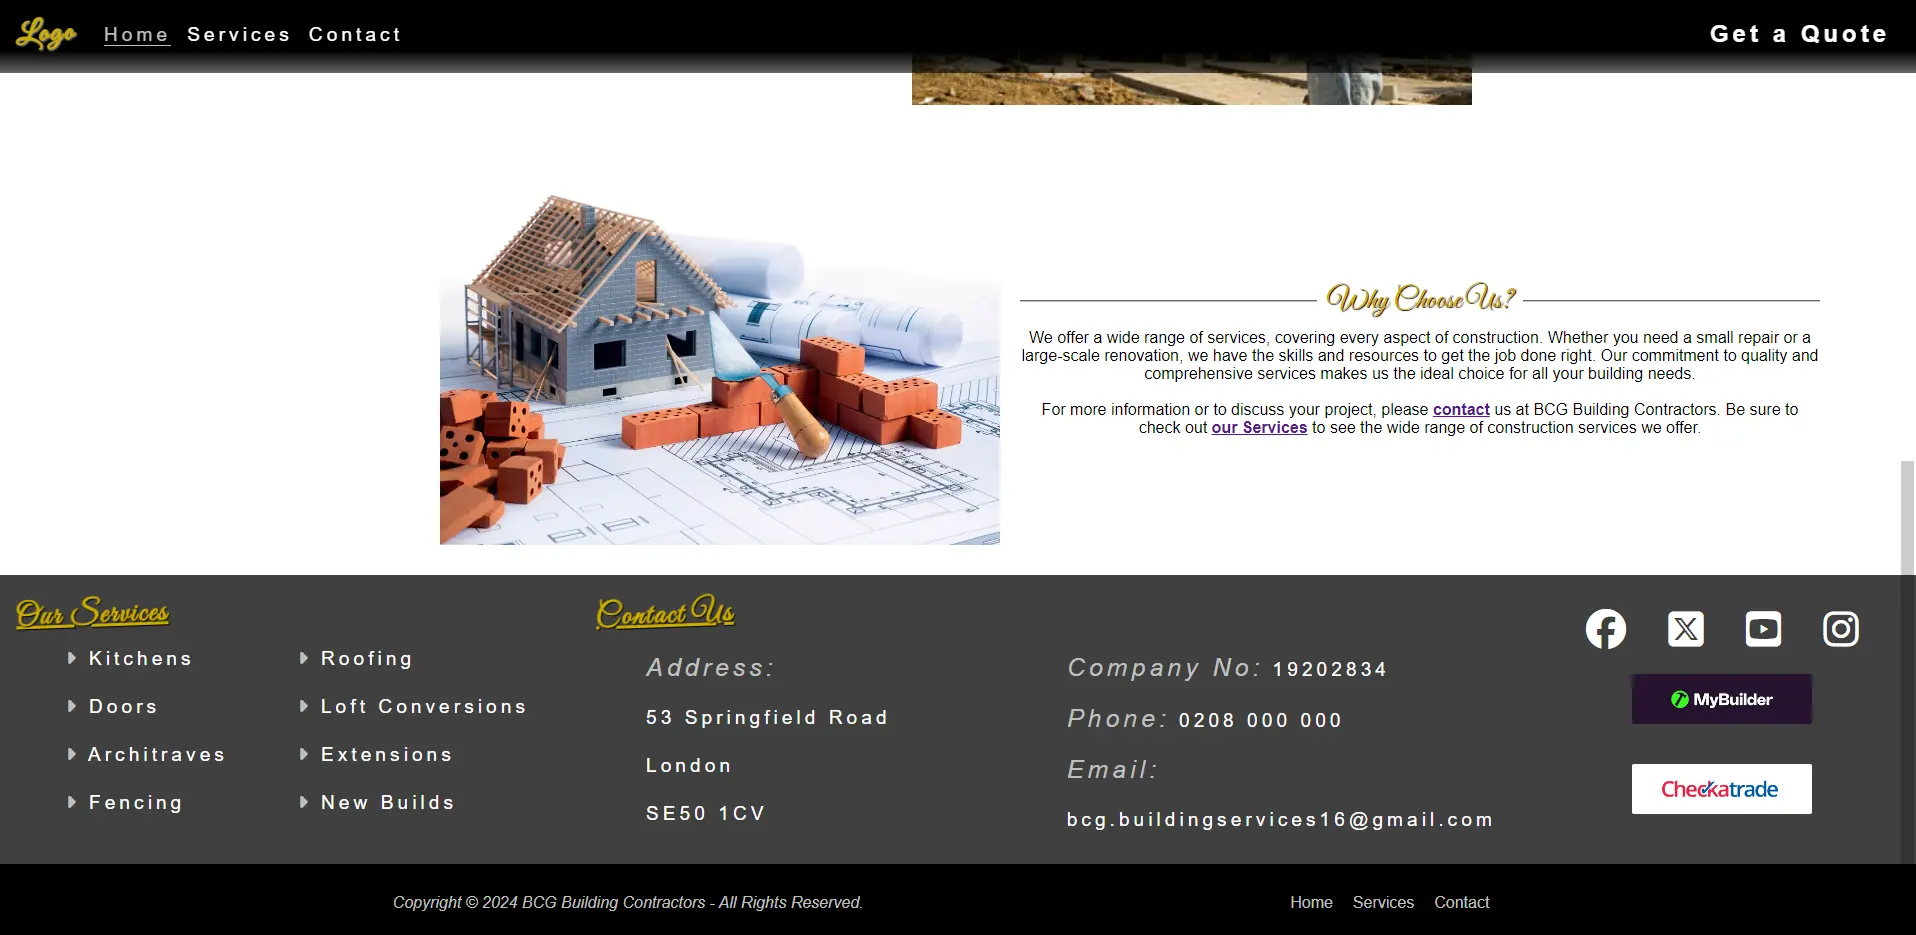 Logo Home Services Contact Get a Quote
Why Choose Us?
We offer a wide range of services, covering every aspect of construction. Whether you need a small repair or a
large-scale renovation, we have the skills and resources to get the job done right. Our commitment to quality and
comprehensive services makes us the ideal choice for all your building needs.
For more information or to discuss your project, please contact us at BCG Building Contractors. Be sure to
check out our Services to see the wide range of construction services we offer.
Our Services
Kitchens
Doors
Architraves
Fencing
Roofing
Loft Conversions
Extensions
New Builds
Contact Us
Address:
53 Springfield Road
London
SE50 1CV
Company No: 19202834
Phone: 0208 000 000
Email:
bcg.buildingservices16@gmail.com
MyBuilder
Checkatrade
Copyright © 2024 BCG Building Contractors - All Rights Reserved.
Home Services Contact